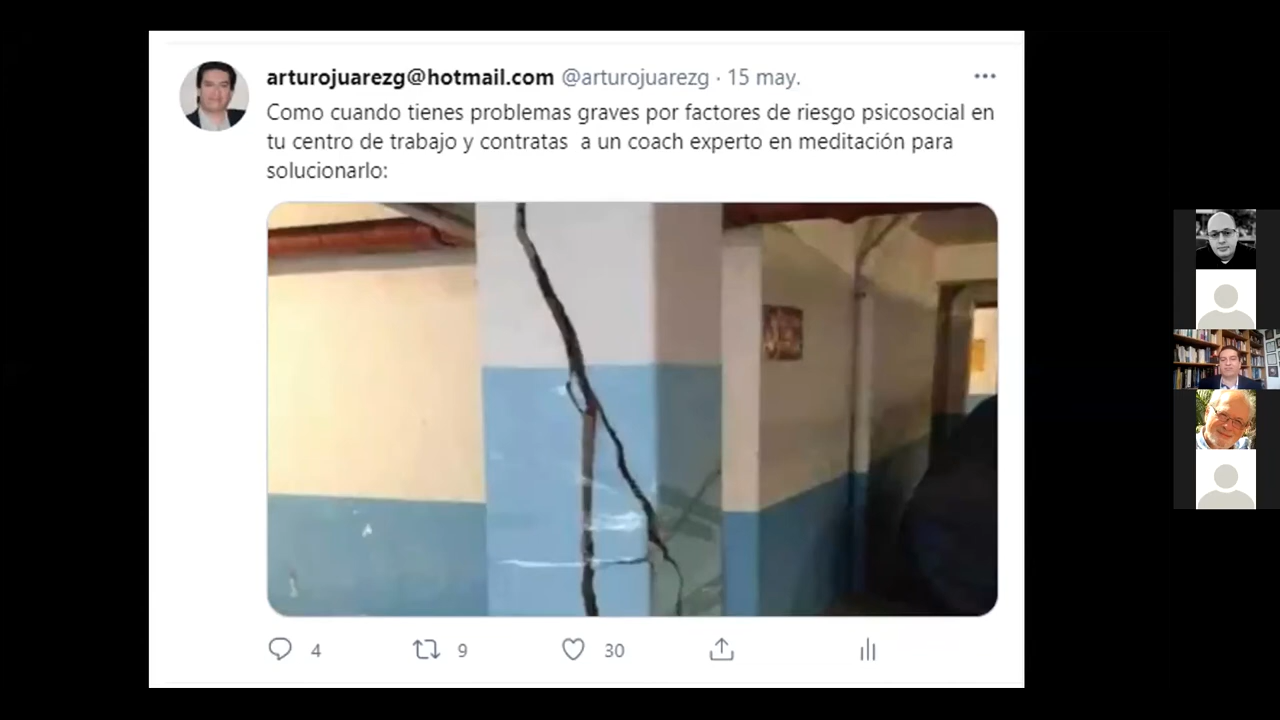 arturojuarezg@hotmail.com @arturojuarezg · 15 may.
Como cuando tienes problemas graves por factores de riesgo psicosocial en
tu centro de trabajo y contratas a un coach experto en meditación para
solucionarlo:
4 9 30